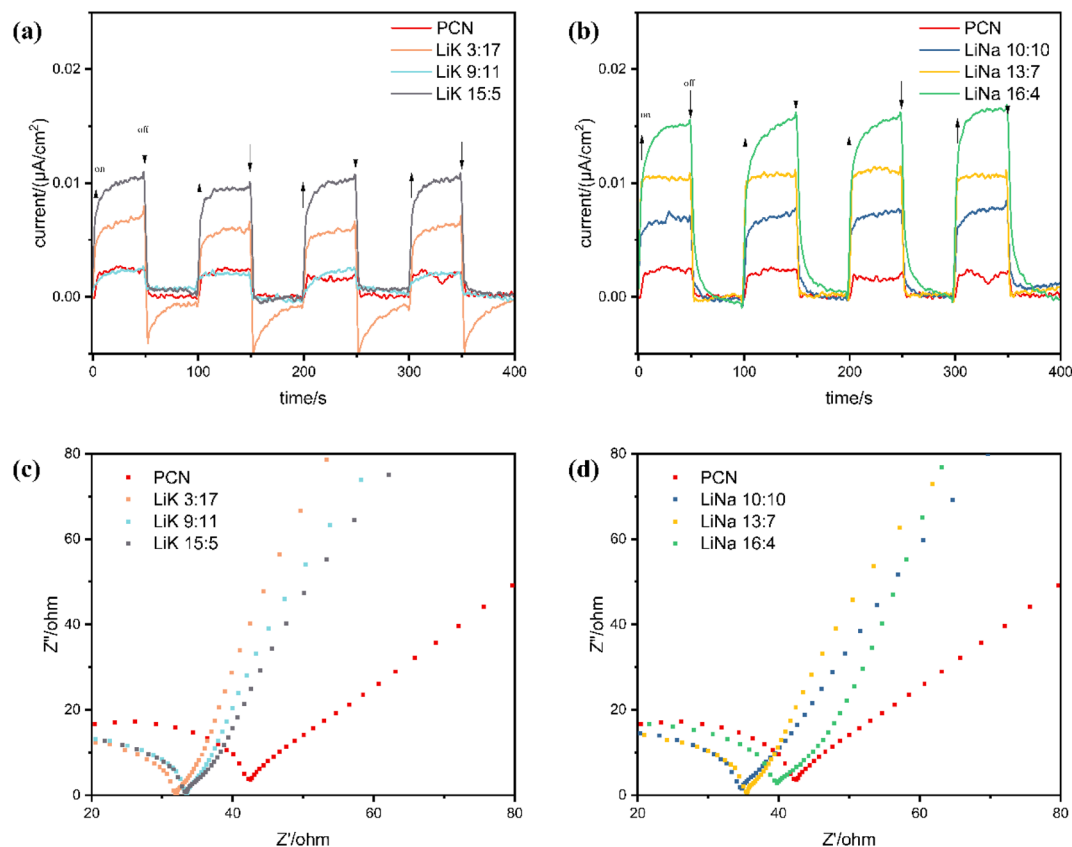 (a)
PCN
LiK 3:17
LiK 9:11
LiK 15:5
on
off
0.02
0.01
0.00
current/(μA/cm²)
0 100 200 300 400
time/s
(b)
PCN
LiNa 10:10
LiNa 13:7
LiNa 16:4
on
off
0.02
0.01
0.00
current/(μA/cm²)
0 100 200 300 400
time/s
(c)
PCN
LiK 3:17
LiK 9:11
LiK 15:5
80
60
40
20
0
Z"/ohm
20 40 60 80
Z'/ohm
(d)
PCN
LiNa 10:10
LiNa 13:7
LiNa 16:4
80
60
40
20
0
Z"/ohm
20 40 60 80
Z'/ohm